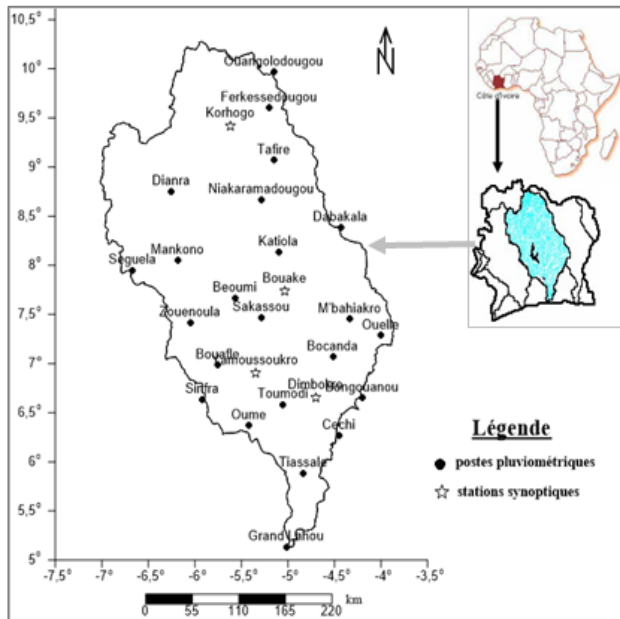 10,5°
10°
9,5°
9°
8,5°
8°
7,5°
7°
6,5°
6°
5,5°
5°
-7,5°
-7°
-6,5°
-6°
-5,5°
-5°
-4,5°
-4°
-3,5°
N
Ouangolodougou
Ferkessedougou
Korhogo
Tafire
Dianra
Niakaramadougou
Dabakala
Katiola
Mankono
Seguela
Bouake
Beoumi
Sakassou
M'bahiakro
Zouenoula
Ouelle
Bocanda
Bouafle
Yamoussoukro
Dimbokro
Bongouanou
Sinfra
Toumodi
Oume
Cechi
Tiassale
Grand Lahou
Côte d'Ivoire
Légende
postes pluviométriques
stations synoptiques
km
0 55 110 165 220